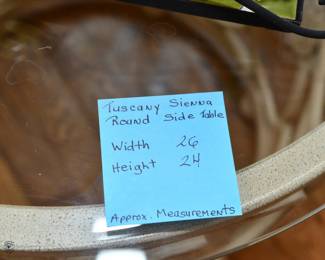 Tuscany Sienna
Round Side Table
Width 26
Height 24
Approx. Measurements